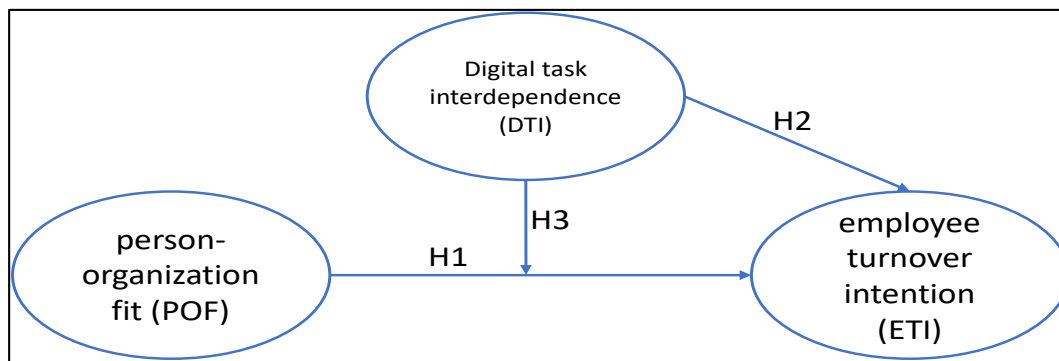 Digital task
interdependence
(DTI)
H2
H3
person-
organization
fit (POF)
H1
employee
turnover
intention
(ETI)